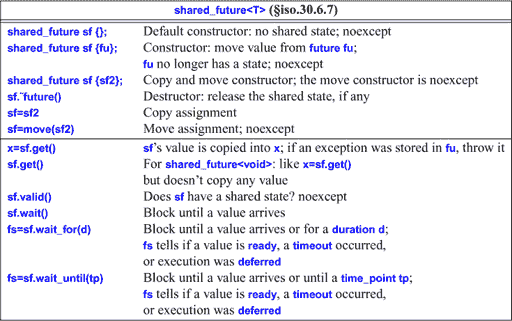 shared_future<T> (§iso.30.6.7)
shared_future sf {}; Default constructor: no shared state; noexcept
shared_future sf {fu}; Constructor: move value from future fu;
fu no longer has a state; noexcept
shared_future sf {sf2}; Copy and move constructor; the move constructor is noexcept
sf.~future() Destructor: release the shared state, if any
sf=sf2 Copy assignment
sf=move(sf2) Move assignment; noexcept
x=sf.get() sf's value is copied into x; if an exception was stored in fu, throw it
sf.get() For shared_future<void>: like x=sf.get()
but doesn't copy any value
sf.valid() Does sf have a shared state? noexcept
sf.wait() Block until a value arrives
fs=sf.wait_for(d) Block until a value arrives or for a duration d;
fs tells if a value is ready, a timeout occurred,
or execution was deferred
fs=sf.wait_until(tp) Block until a value arrives or until a time_point tp;
fs tells if a value is ready, a timeout occurred,
or execution was deferred